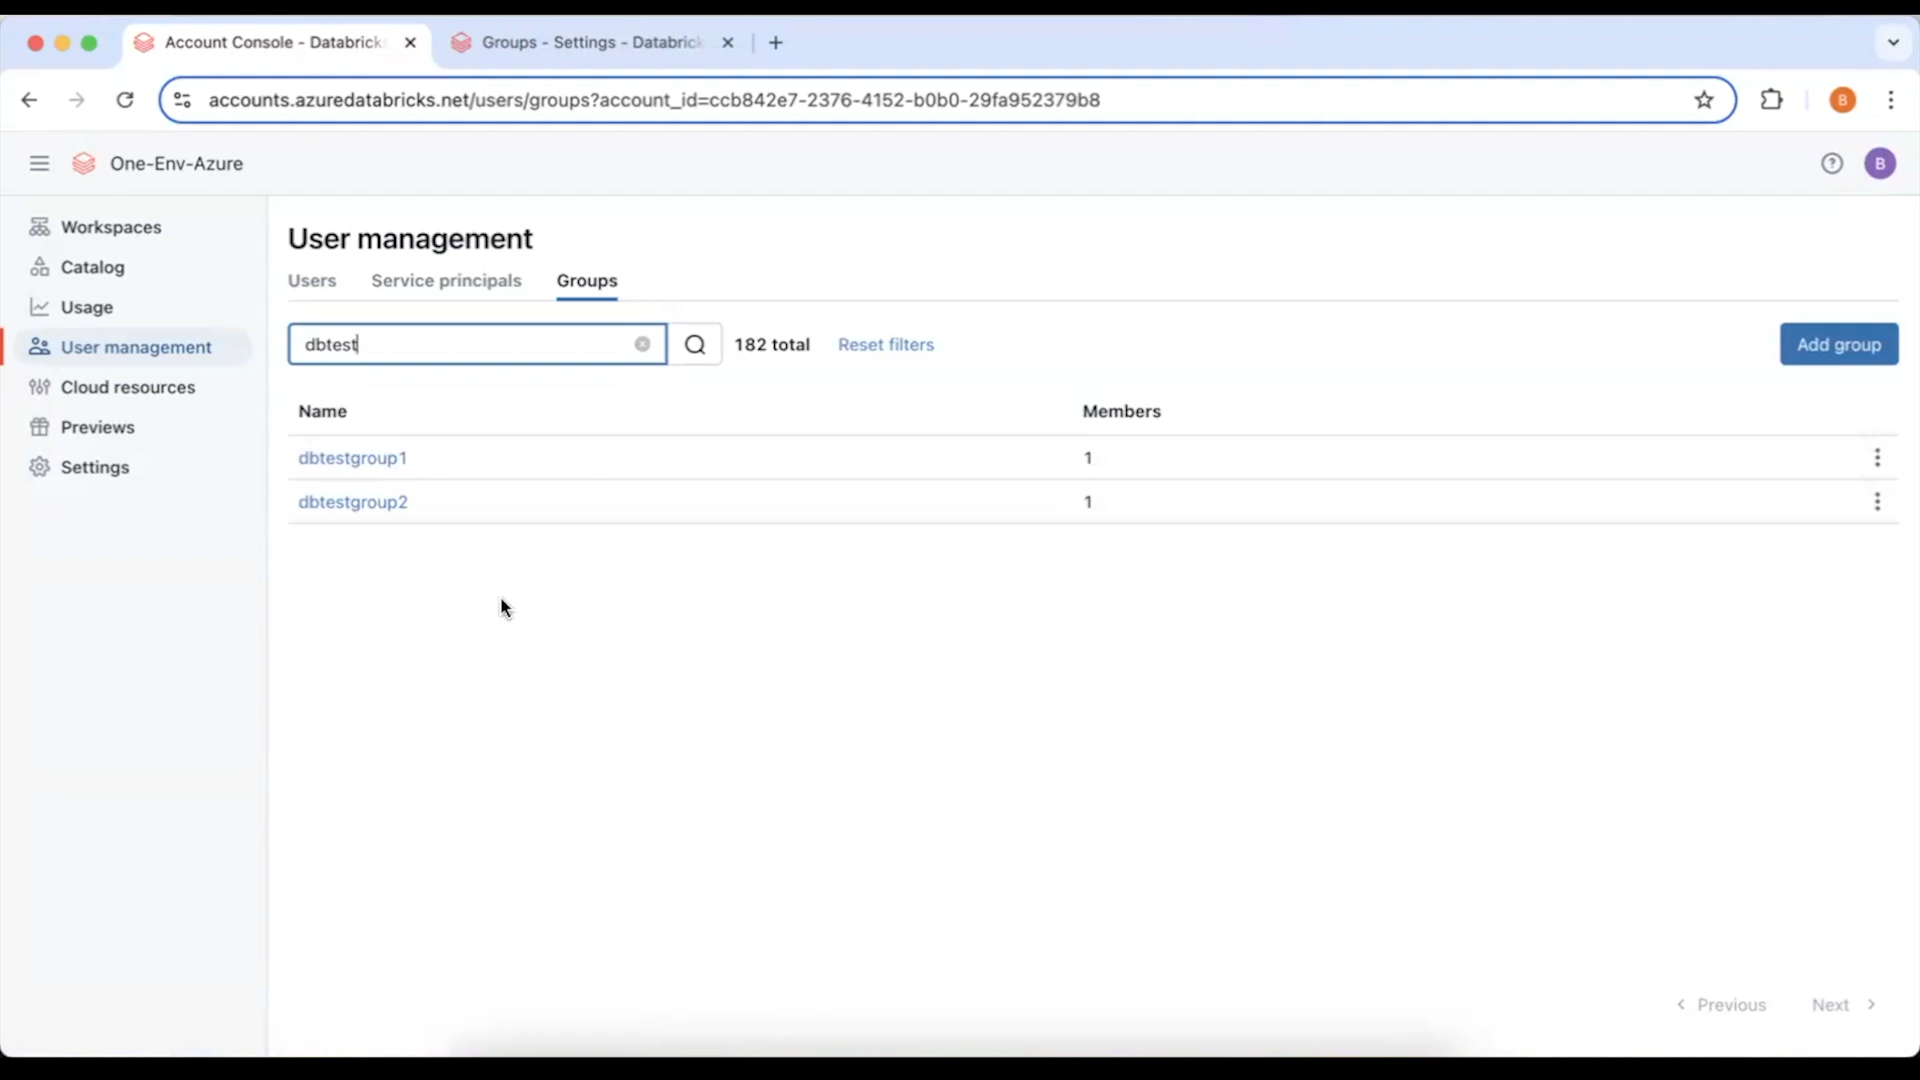 Account Console - Databricks
Groups - Settings - Databrick
accounts.azuredatabricks.net/users/groups?account_id=ccb842e7-2376-4152-b0b0-29fa952379b8
B
One-Env-Azure
B
Workspaces
Catalog
Usage
User management
Cloud resources
Previews
Settings
User management
Users
Service principals
Groups
dbtest
182 total
Reset filters
Add group
Name
Members
dbtestgroup1
1
dbtestgroup2
1
Previous
Next